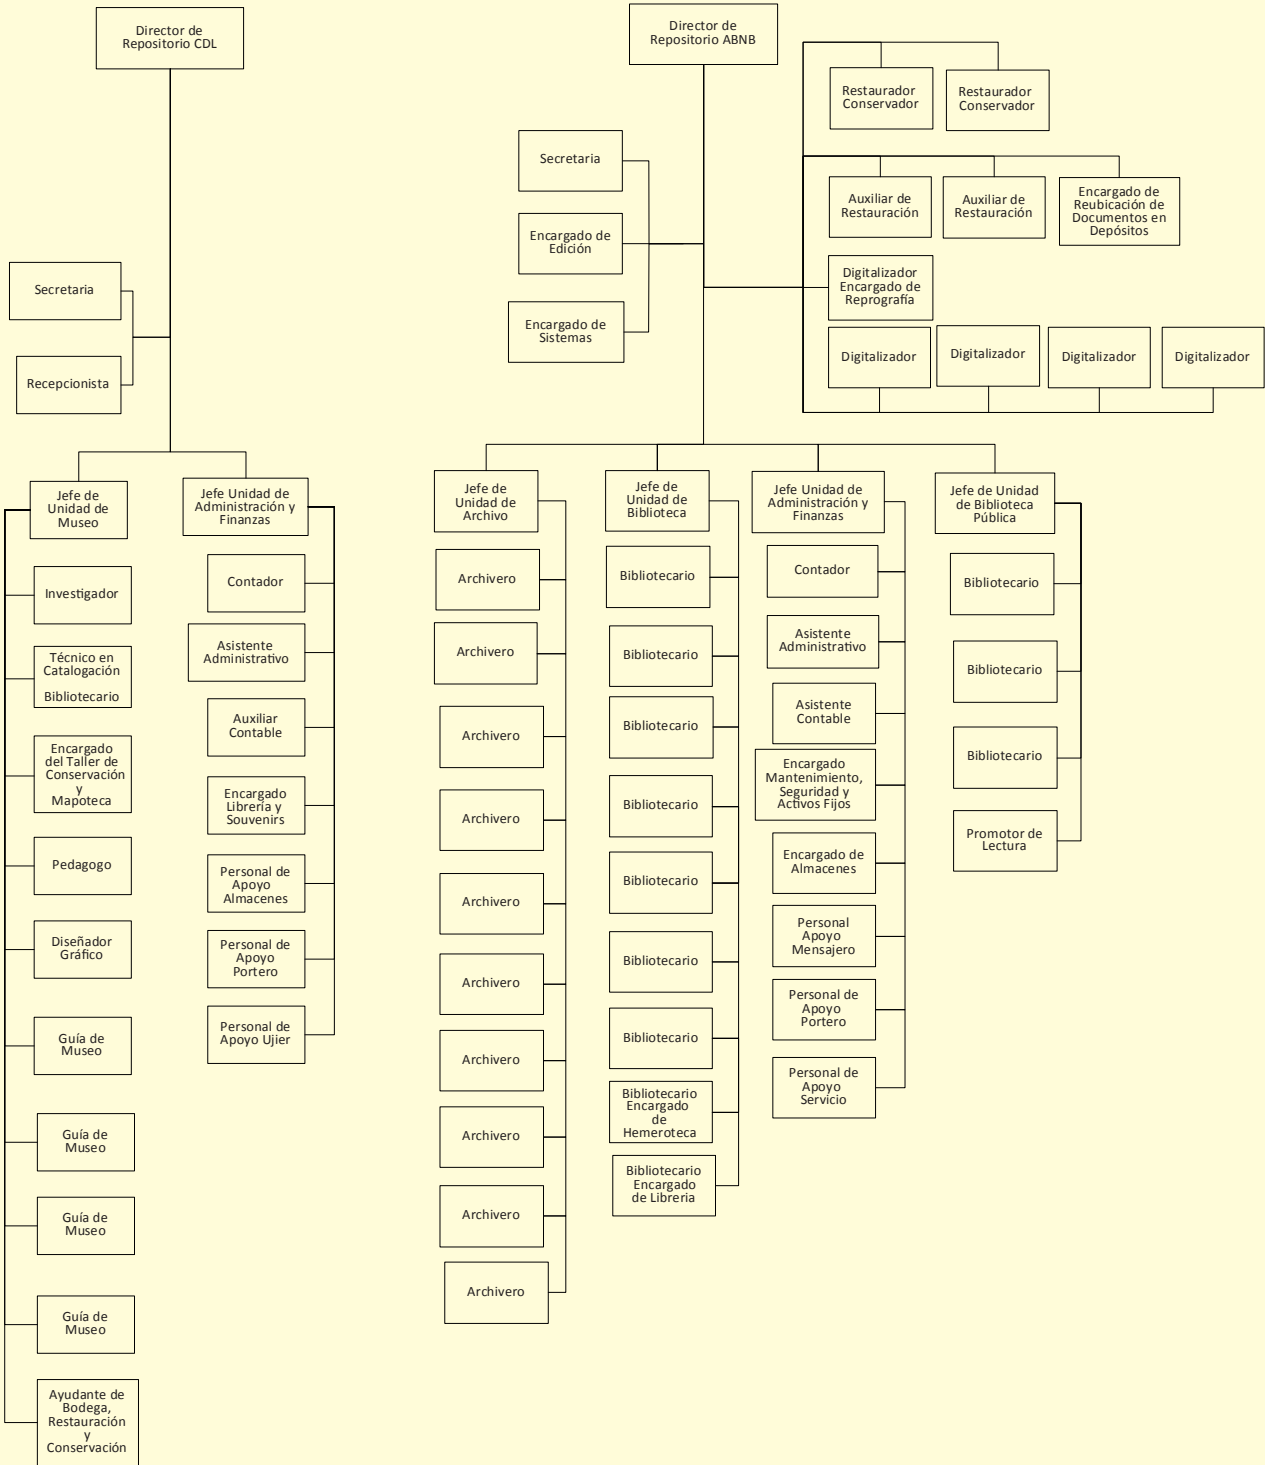 Director de
Repositorio CDL
Secretaria
Recepcionista
Jefe de
Unidad de
Museo
Investigador
Técnico en
Catalogación
Bibliotecario
Encargado
del Taller de
Conservación
y
Mapoteca
Pedagogo
Diseñador
Gráfico
Guía de
Museo
Guía de
Museo
Guía de
Museo
Guía de
Museo
Ayudante de
Bodega,
Restauración
y
Conservación
Jefe Unidad de
Administración y
Finanzas
Contador
Asistente
Administrativo
Auxiliar
Contable
Encargado
Librería y
Souvenirs
Personal de
Apoyo
Almacenes
Personal de
Apoyo
Portero
Personal de
Apoyo Ujier
Director de
Repositorio ABNB
Secretaria
Encargado de
Edición
Encargado de
Sistemas
Restaurador
Conservador
Restaurador
Conservador
Auxiliar de
Restauración
Auxiliar de
Restauración
Encargado de
Reubicación de
Documentos en
Depósitos
Digitalizador
Encargado de
Reprografía
Digitalizador
Digitalizador
Digitalizador
Digitalizador
Jefe de
Unidad de
Archivo
Archivero
Archivero
Archivero
Archivero
Archivero
Archivero
Archivero
Archivero
Archivero
Archivero
Jefe de
Unidad de
Biblioteca
Bibliotecario
Bibliotecario
Bibliotecario
Bibliotecario
Bibliotecario
Bibliotecario
Bibliotecario
Bibliotecario
Encargado
de
Hemeroteca
Bibliotecario
Encargado
de Libreria
Jefe Unidad de
Administración y
Finanzas
Contador
Asistente
Administrativo
Asistente
Contable
Encargado
Mantenimiento,
Seguridad y
Activos Fijos
Encargado de
Almacenes
Personal
Apoyo
Mensajero
Personal de
Apoyo
Portero
Personal de
Apoyo
Servicio
Jefe de Unidad
de Biblioteca
Pública
Bibliotecario
Bibliotecario
Bibliotecario
Promotor de
Lectura